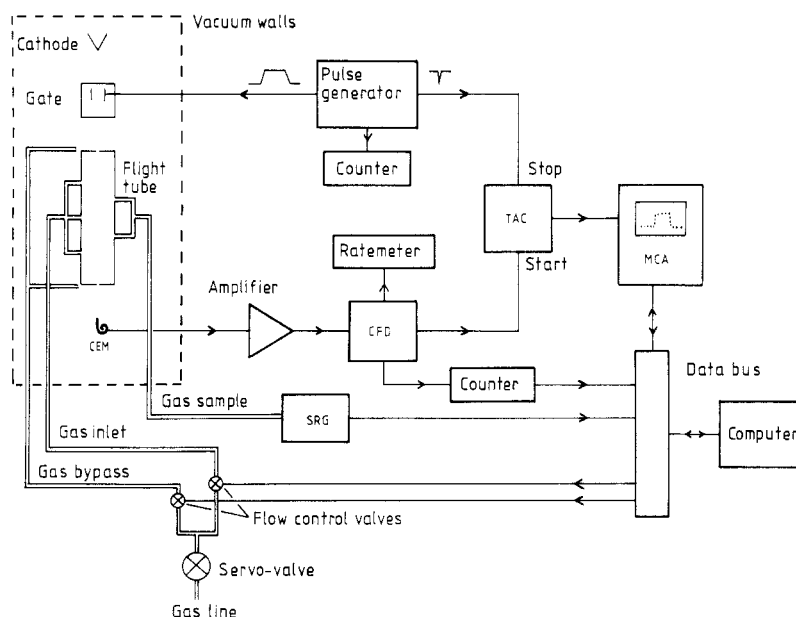 Vacuum walls
Cathode
Gate
Pulse
generator
Counter
Flight
tube
Stop
TAC
Start
MCA
Ratemeter
Amplifier
CFD
CEM
Counter
Data bus
Gas sample
SRG
Computer
Gas inlet
Gas bypass
Flow control valves
Servo-valve
Gas line